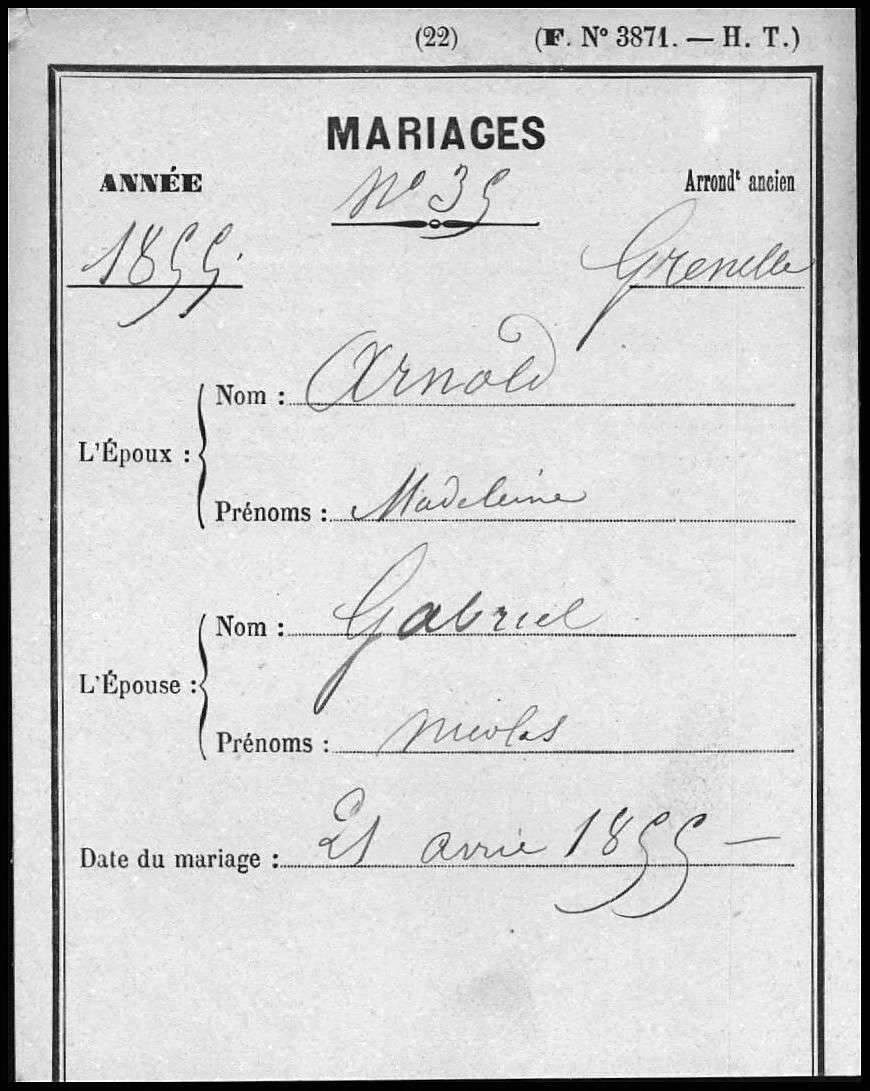 (22) (F. N° 3871. — H. T.)
MARIAGES
ANNÉE N° 35 Arrondt ancien
1855. Grenelle
L'Époux :
Nom : Arnold
Prénoms : Madeleine
L'Épouse :
Nom : Gabriel
Prénoms : Nicolas
Date du mariage : 21 avril 1855 —